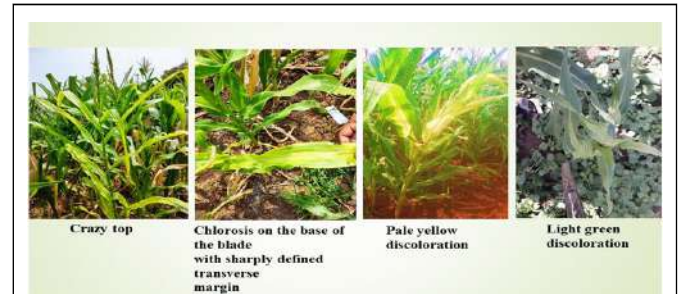 Crazy top
Chlorosis on the base of
the blade
with sharply defined
transverse
margin
Pale yellow
discoloration
Light green
discoloration